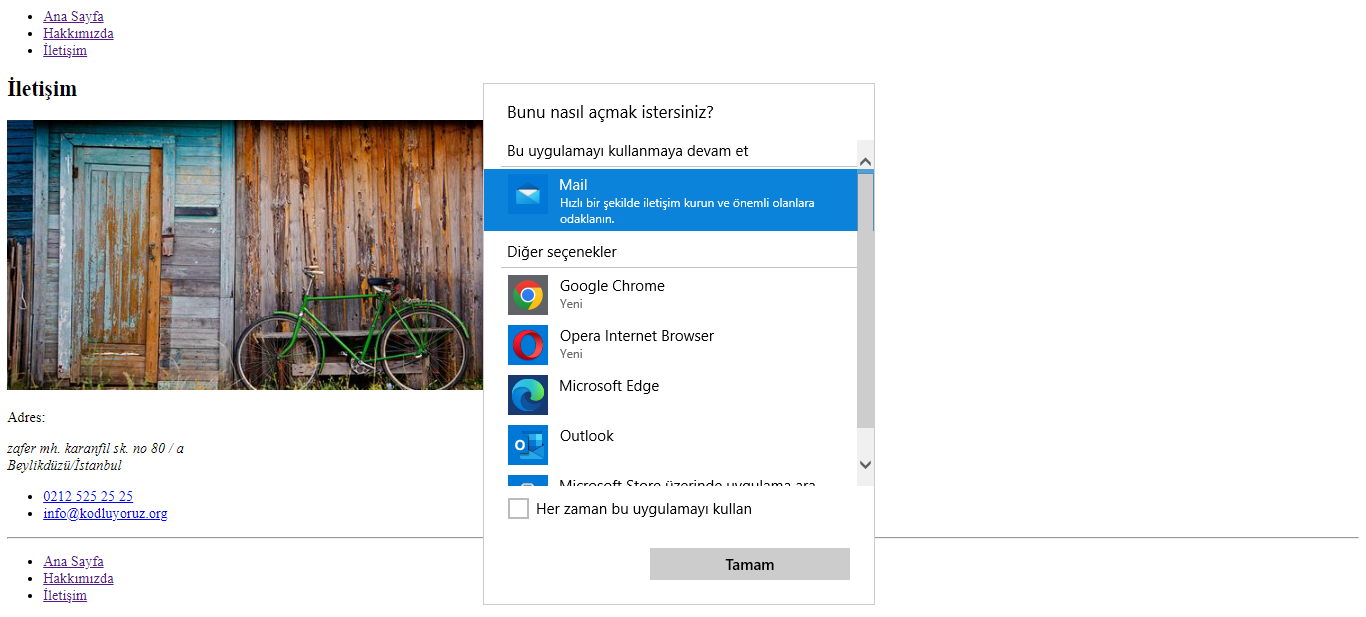 Ana Sayfa
Hakkımızda
İletişim
İletişim
Adres:
zafer mh. karanfil sk. no 80 / a
Beylikdüzü/İstanbul
0212 525 25 25
info@kodluyoruz.org
Ana Sayfa
Hakkımızda
İletişim
Bunu nasıl açmak istersiniz?
Bu uygulamayı kullanmaya devam et
Mail
Hızlı bir şekilde iletişim kurun ve önemli olanlara
odaklanın.
Diğer seçenekler
Google Chrome
Yeni
Opera Internet Browser
Yeni
Microsoft Edge
Outlook
Microsoft Store üzerinde uygulama ara
Her zaman bu uygulamayı kullan
Tamam